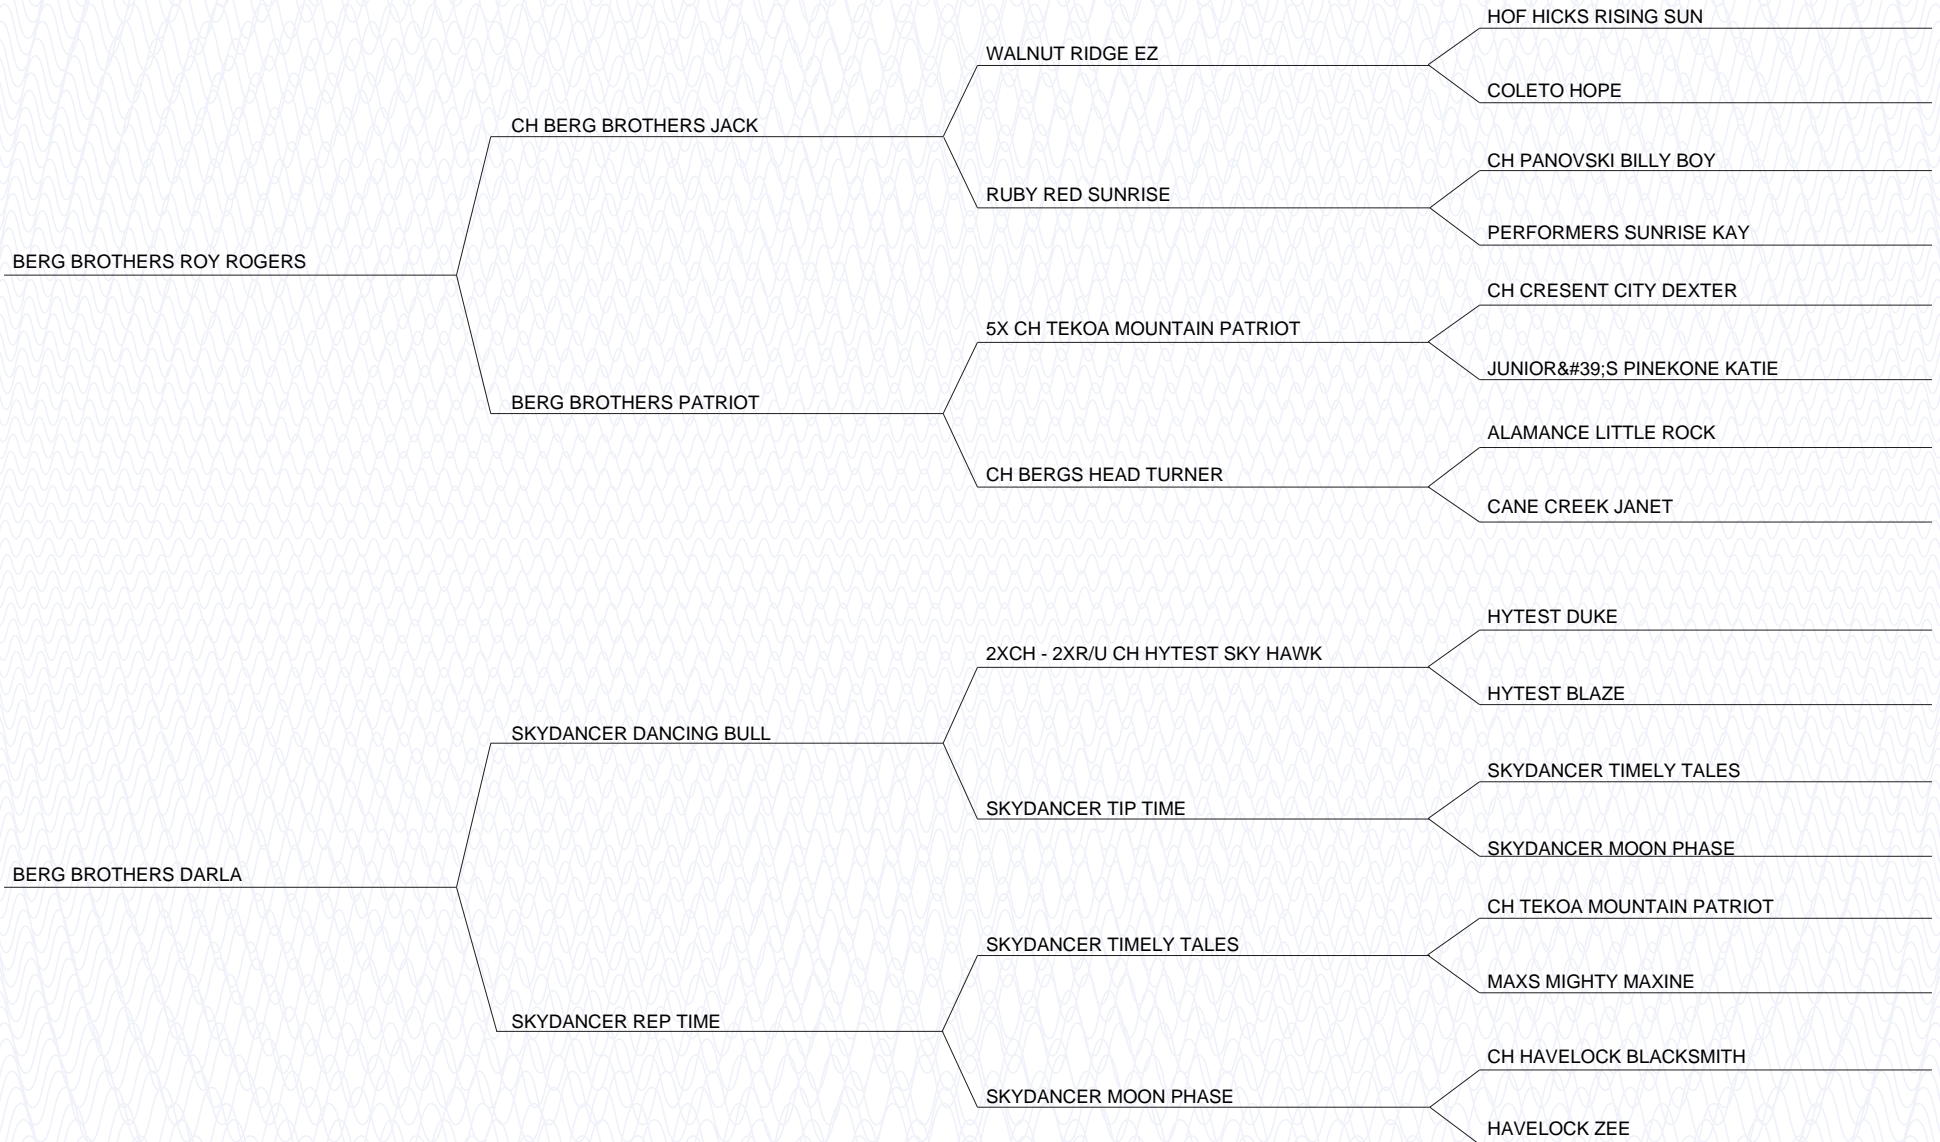 HOF HICKS RISING SUN
WALNUT RIDGE EZ
COLETO HOPE
CH BERG BROTHERS JACK
CH PANOVSKI BILLY BOY
RUBY RED SUNRISE
PERFORMERS SUNRISE KAY
BERG BROTHERS ROY ROGERS
CH CRESENT CITY DEXTER
5X CH TEKOA MOUNTAIN PATRIOT
JUNIOR&#39;S PINEKONE KATIE
BERG BROTHERS PATRIOT
ALAMANCE LITTLE ROCK
CH BERGS HEAD TURNER
CANE CREEK JANET
HYTEST DUKE
2XCH - 2XR/U CH HYTEST SKY HAWK
HYTEST BLAZE
SKYDANCER DANCING BULL
SKYDANCER TIMELY TALES
SKYDANCER TIP TIME
SKYDANCER MOON PHASE
BERG BROTHERS DARLA
CH TEKOA MOUNTAIN PATRIOT
SKYDANCER TIMELY TALES
MAXS MIGHTY MAXINE
SKYDANCER REP TIME
CH HAVELOCK BLACKSMITH
SKYDANCER MOON PHASE
HAVELOCK ZEE